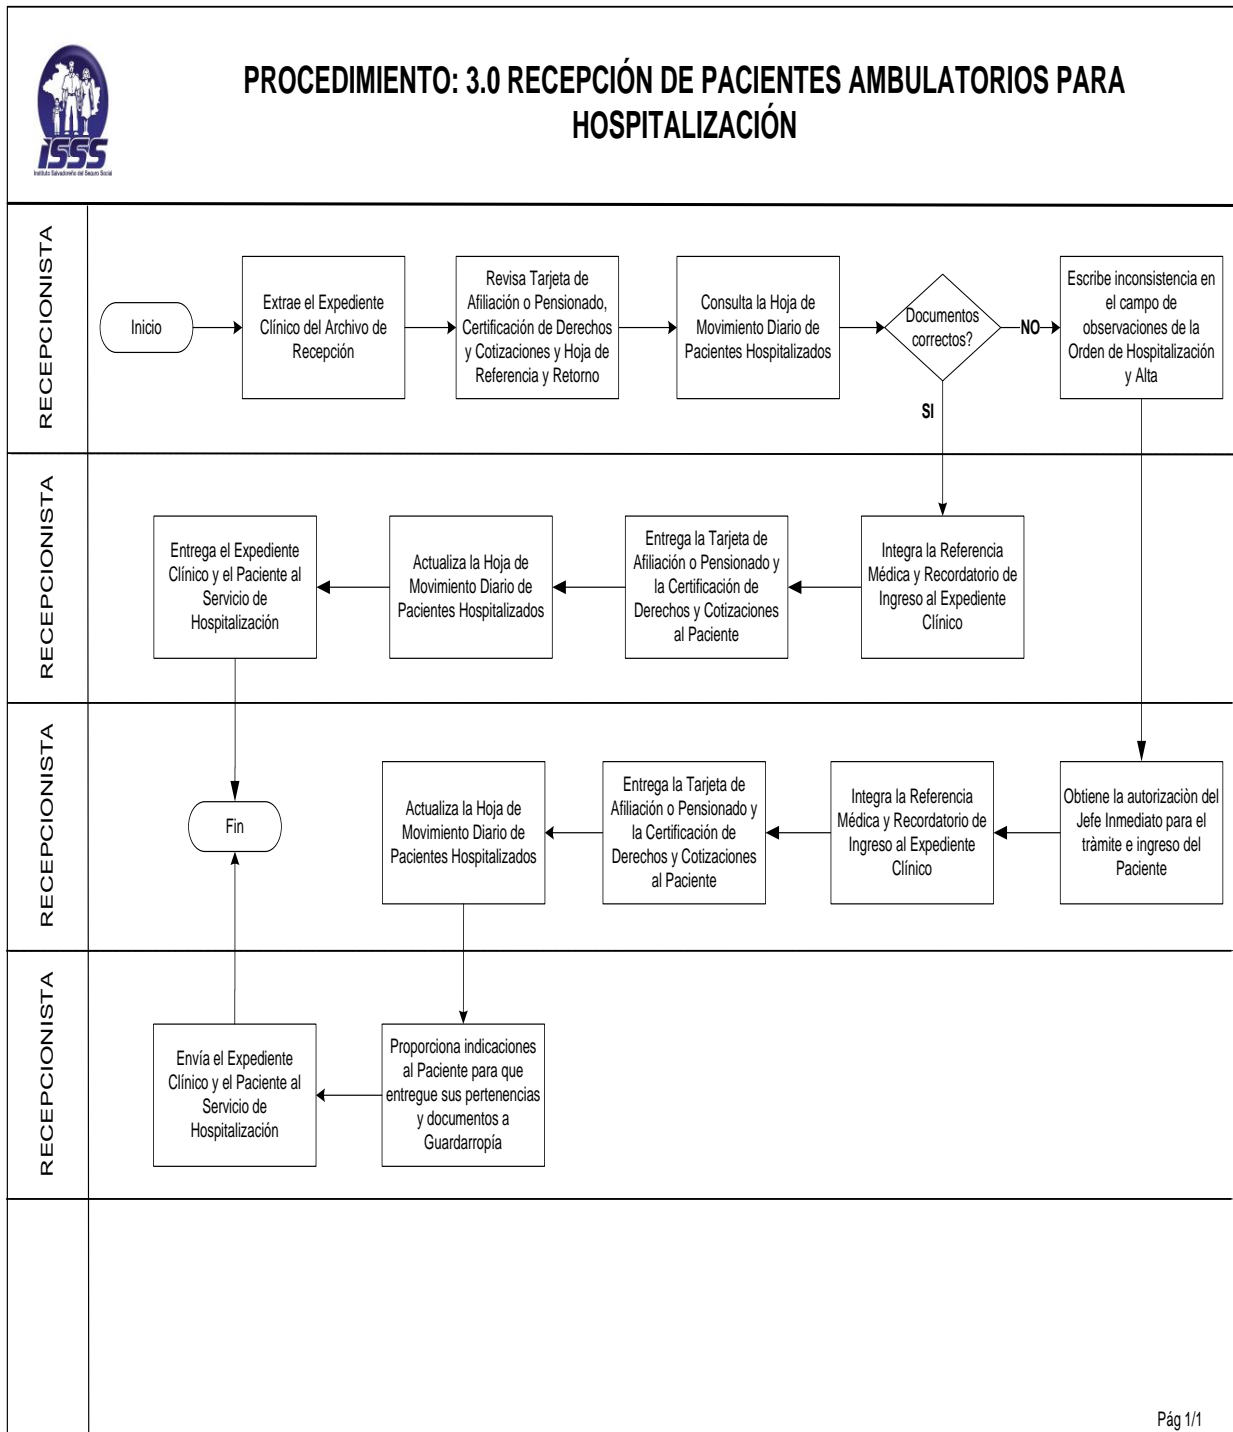 PROCEDIMIENTO: 3.0 RECEPCIÓN DE PACIENTES AMBULATORIOS PARA
HOSPITALIZACIÓN
ISSS
Instituto Salvadoreño del Seguro Social
RECEPCIONISTA
Inicio
Extrae el Expediente
Clínico del Archivo de
Recepción
Revisa Tarjeta de
Afiliación o Pensionado,
Certificación de Derechos
y Cotizaciones y Hoja de
Referencia y Retorno
Consulta la Hoja de
Movimiento Diario de
Pacientes Hospitalizados
Documentos
correctos?
NO
SI
Escribe inconsistencia en
el campo de
observaciones de la
Orden de Hospitalización
y Alta
RECEPCIONISTA
Entrega el Expediente
Clínico y el Paciente al
Servicio de
Hospitalización
Actualiza la Hoja de
Movimiento Diario de
Pacientes Hospitalizados
Entrega la Tarjeta de
Afiliación o Pensionado y
la Certificación de
Derechos y Cotizaciones
al Paciente
Integra la Referencia
Médica y Recordatorio de
Ingreso al Expediente
Clínico
RECEPCIONISTA
Fin
Actualiza la Hoja de
Movimiento Diario de
Pacientes Hospitalizados
Entrega la Tarjeta de
Afiliación o Pensionado y
la Certificación de
Derechos y Cotizaciones
al Paciente
Integra la Referencia
Médica y Recordatorio de
Ingreso al Expediente
Clínico
Obtiene la autorizaciòn del
Jefe Inmediato para el
tràmite e ingreso del
Paciente
RECEPCIONISTA
Envía el Expediente
Clínico y el Paciente al
Servicio de
Hospitalización
Proporciona indicaciones
al Paciente para que
entregue sus pertenencias
y documentos a
Guardarropía
Pág 1/1